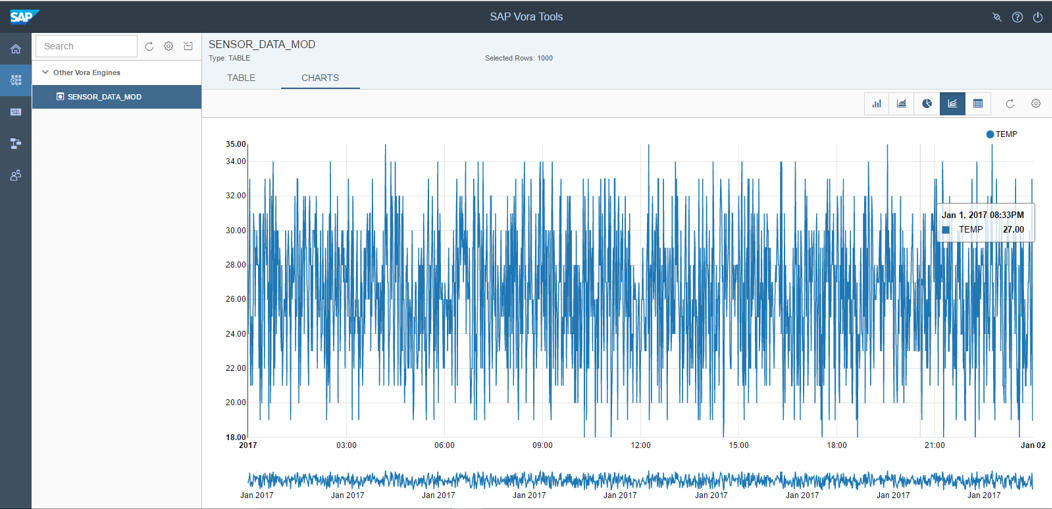 SAP
SAP Vora Tools
Search
SENSOR_DATA_MOD
Type: TABLE
Selected Rows: 1000
Other Vora Engines
TABLE
CHARTS
SENSOR_DATA_MOD
SQL
TEMP
35.00
34.00
32.00
30.00
28.00
26.00
24.00
22.00
20.00
18.00
Jan 1, 2017 08:33PM
TEMP 27.00
2017 03:00 06:00 09:00 12:00 15:00 18:00 21:00 Jan 02
Jan 2017 Jan 2017 Jan 2017 Jan 2017 Jan 2017 Jan 2017 Jan 2017 Jan 2017 Jan 2017